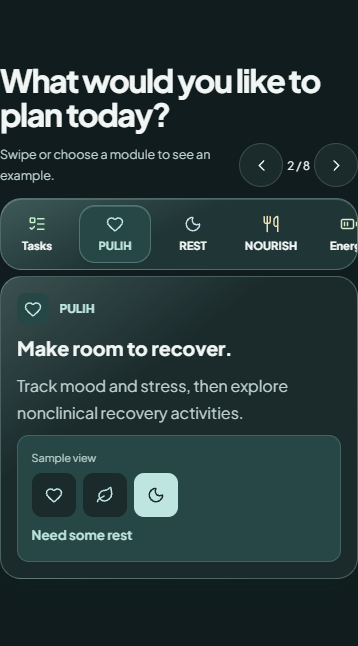 What would you like to
plan today?
Swipe or choose a module to see an
example.
2/8
Tasks
PULIH
REST
NOURISH
Energ
PULIH
Make room to recover.
Track mood and stress, then explore
nonclinical recovery activities.
Sample view
Need some rest